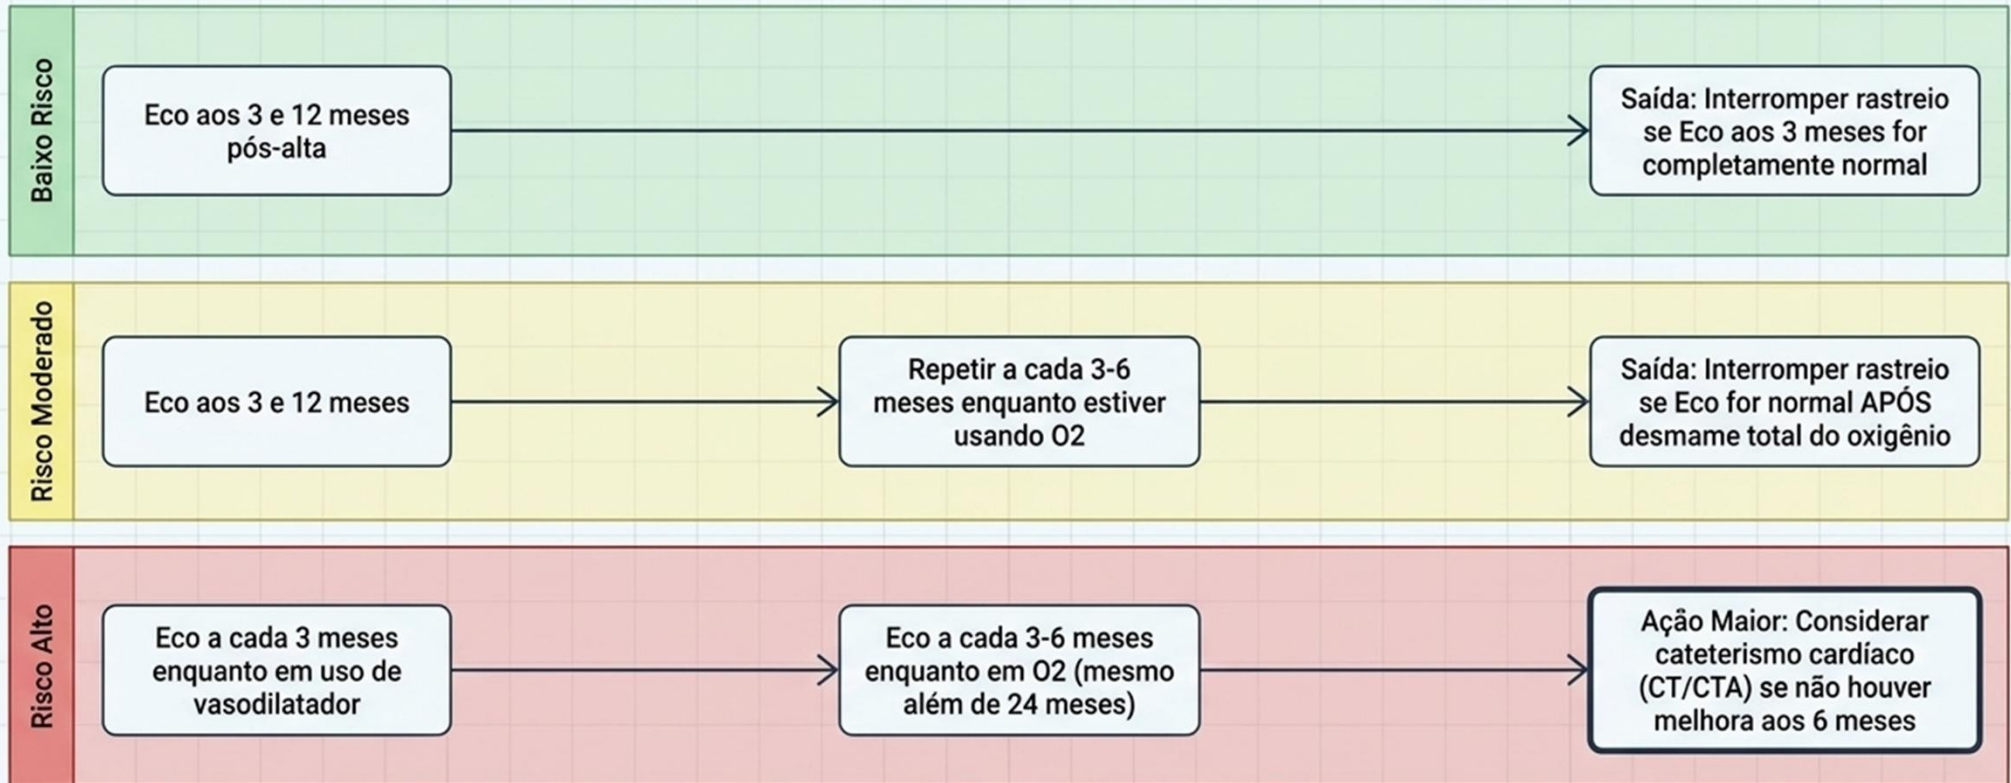 Baixo Risco
Eco aos 3 e 12 meses
pós-alta
Saída: Interromper rastreio
se Eco aos 3 meses for
completamente normal
Risco Moderado
Eco aos 3 e 12 meses
Repetir a cada 3-6
meses enquanto estiver
usando O2
Saída: Interromper rastreio
se Eco for normal APÓS
desmame total do oxigênio
Risco Alto
Eco a cada 3 meses
enquanto em uso de
vasodilatador
Eco a cada 3-6 meses
enquanto em O2 (mesmo
além de 24 meses)
Ação Maior: Considerar
cateterismo cardíaco
(CT/CTA) se não houver
melhora aos 6 meses